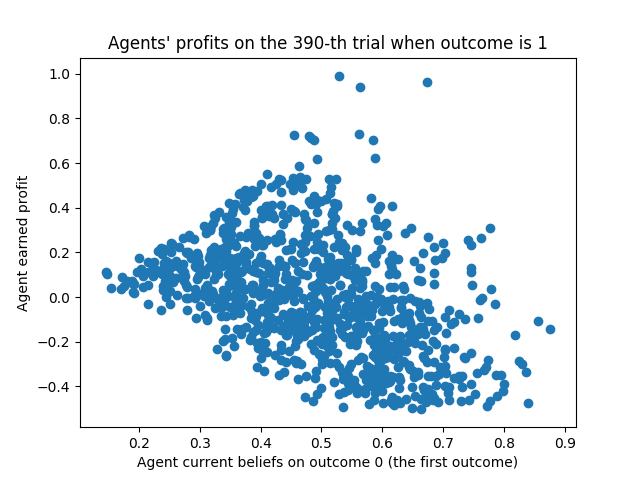 Agents' profits on the 390-th trial when outcome is 1
1.0
0.8
0.6
0.4
0.2
0.0
−0.2
−0.4
Agent earned profit
0.2 0.3 0.4 0.5 0.6 0.7 0.8 0.9
Agent current beliefs on outcome 0 (the first outcome)